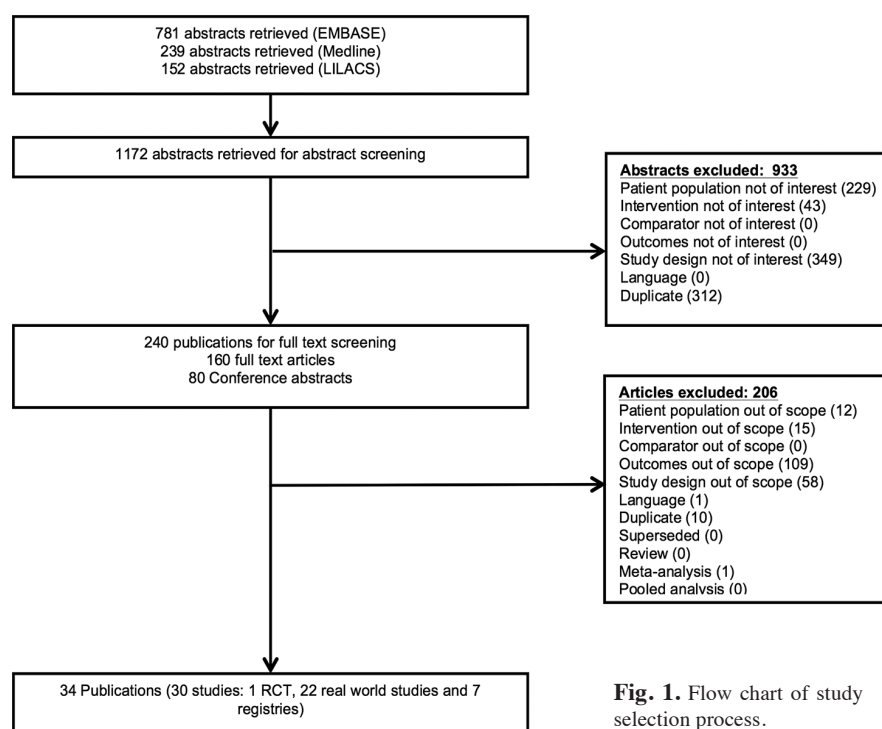 781 abstracts retrieved (EMBASE)
239 abstracts retrieved (Medline)
152 abstracts retrieved (LILACS)
1172 abstracts retrieved for abstract screening
Abstracts excluded: 933
Patient population not of interest (229)
Intervention not of interest (43)
Comparator not of interest (0)
Outcomes not of interest (0)
Study design not of interest (349)
Language (0)
Duplicate (312)
240 publications for full text screening
160 full text articles
80 Conference abstracts
Articles excluded: 206
Patient population out of scope (12)
Intervention out of scope (15)
Comparator out of scope (0)
Outcomes out of scope (109)
Study design out of scope (58)
Language (1)
Duplicate (10)
Superseded (0)
Review (0)
Meta-analysis (1)
Pooled analysis (0)
34 Publications (30 studies: 1 RCT, 22 real world studies and 7
registries)
Fig. 1. Flow chart of study
selection process.